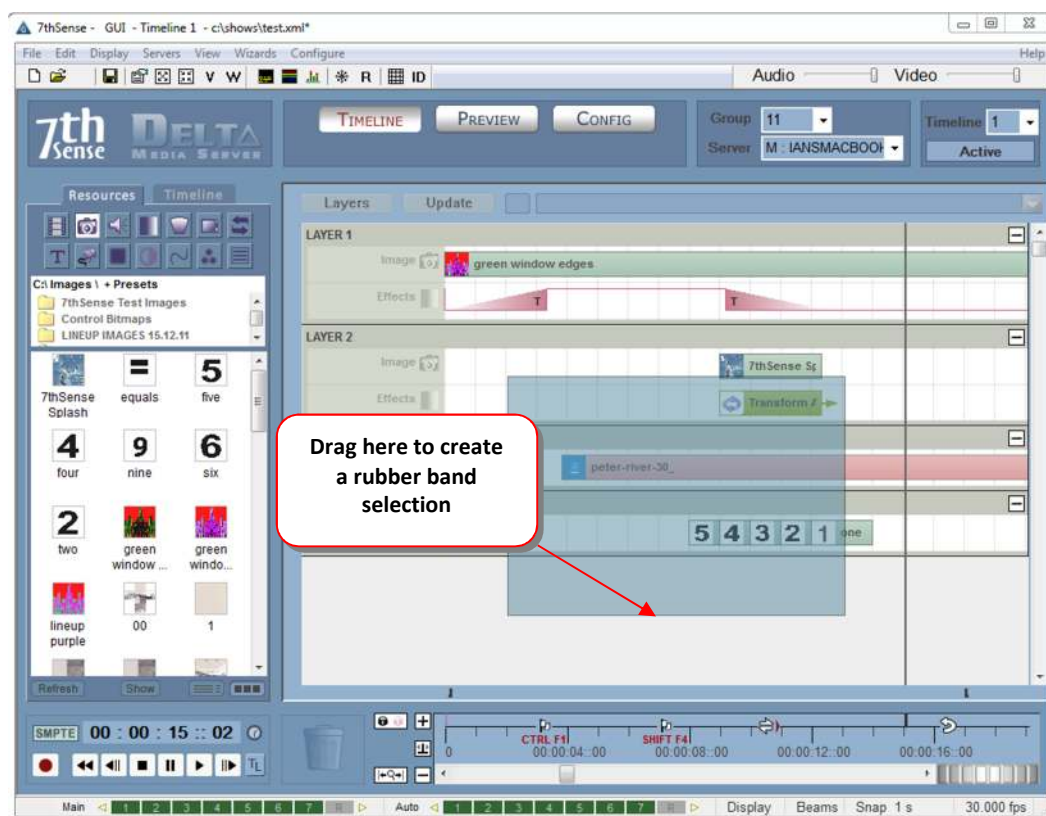 7thSense - GUI - Timeline 1 - c:\shows\test.xml*
File Edit Display Servers View Wizards Configure Help
V W R ID Audio Video
7th Sense DELTA MEDIA SERVER
TIMELINE PREVIEW CONFIG
Group 11
Server M : IANSMACBOOK
Timeline 1
Active
Resources Timeline
T
C:\ Images \ + Presets
7thSense Test Images
Control Bitmaps
LINEUP IMAGES 15.12.11
7thSense Splash
= equals
5 five
4 four
9 nine
6 six
2 two
green window ...
green windo...
lineup purple
00
1
Refresh Show
Layers Update
LAYER 1
Image green window edges
Effects T T
LAYER 2
Image 7thSense Sp
Effects Transform A
peter-river-30_
5 4 3 2 1 one
Drag here to create
a rubber band
selection
SMPTE 00 : 00 : 15 :: 02
TL
CTRL F1 SHIFT F4
0 00:00:04::00 00:00:08::00 00:00:12::00 00:00:16::00
Main 1 2 3 4 5 6 7 R Auto 1 2 3 4 5 6 7 R Display Beams Snap 1 s 30.000 fps